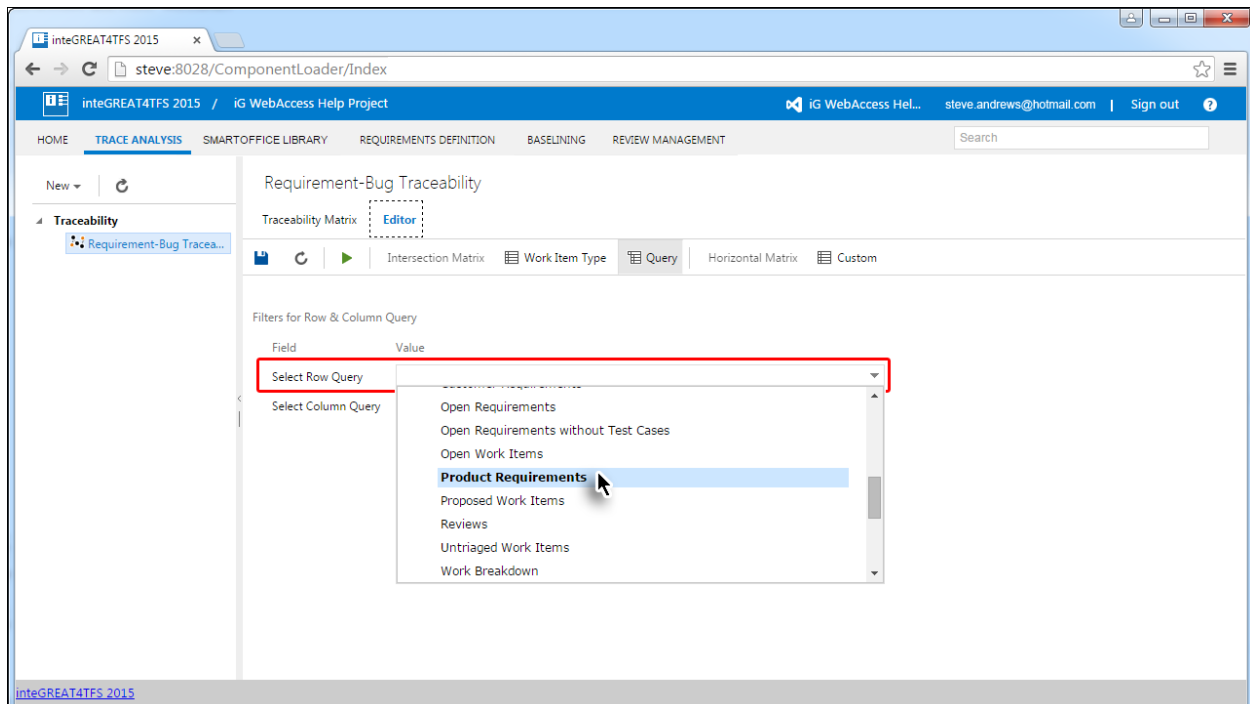 inteGREAT4TFS 2015
steve:8028/ComponentLoader/Index
inteGREAT4TFS 2015 / iG WebAccess Help Project
iG WebAccess Hel... steve.andrews@hotmail.com | Sign out ?
HOME TRACE ANALYSIS SMARTOFFICE LIBRARY REQUIREMENTS DEFINITION BASELINING REVIEW MANAGEMENT Search
New
Requirement-Bug Traceability
Traceability
Traceability Matrix Editor
Requirement-Bug Tracea...
Intersection Matrix Work Item Type Query Horizontal Matrix Custom
Filters for Row & Column Query
Field Value
Select Row Query
Customer Requirements
Select Column Query
Open Requirements
Open Requirements without Test Cases
Open Work Items
Product Requirements
Proposed Work Items
Reviews
Untriaged Work Items
Work Breakdown
inteGREAT4TFS 2015